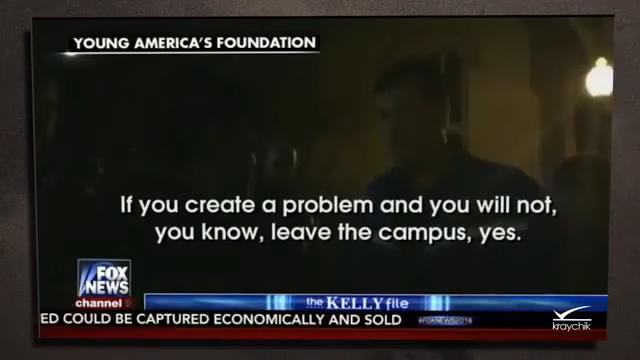 YOUNG AMERICA'S FOUNDATION
If you create a problem and you will not,
you know, leave the campus, yes.
FOX
NEWS
channel
the KELLY file
ED COULD BE CAPTURED ECONOMICALLY AND SOLD
#FOXNEWS2016
kraychik